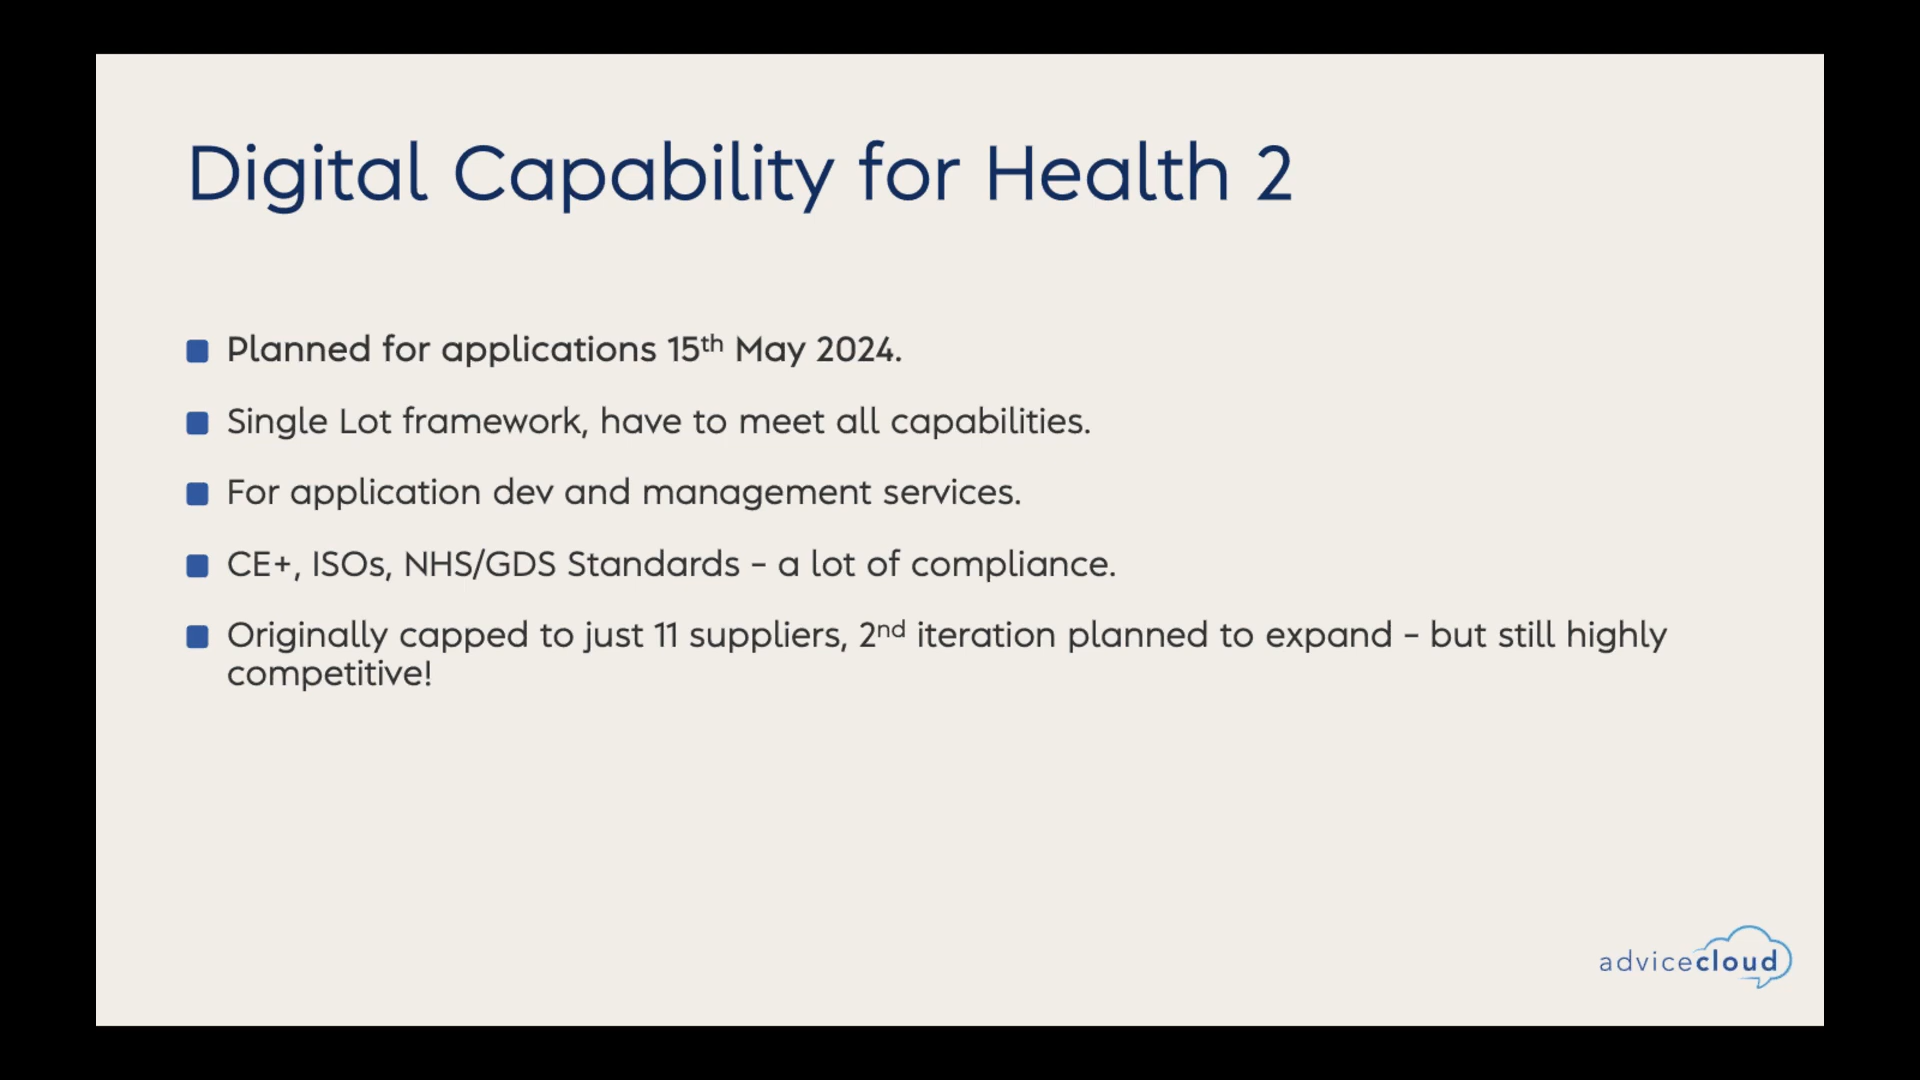 Digital Capability for Health 2
Planned for applications 15th May 2024.
Single Lot framework, have to meet all capabilities.
For application dev and management services.
CE+, ISOs, NHS/GDS Standards – a lot of compliance.
Originally capped to just 11 suppliers, 2nd iteration planned to expand – but still highly
competitive!
advicecloud